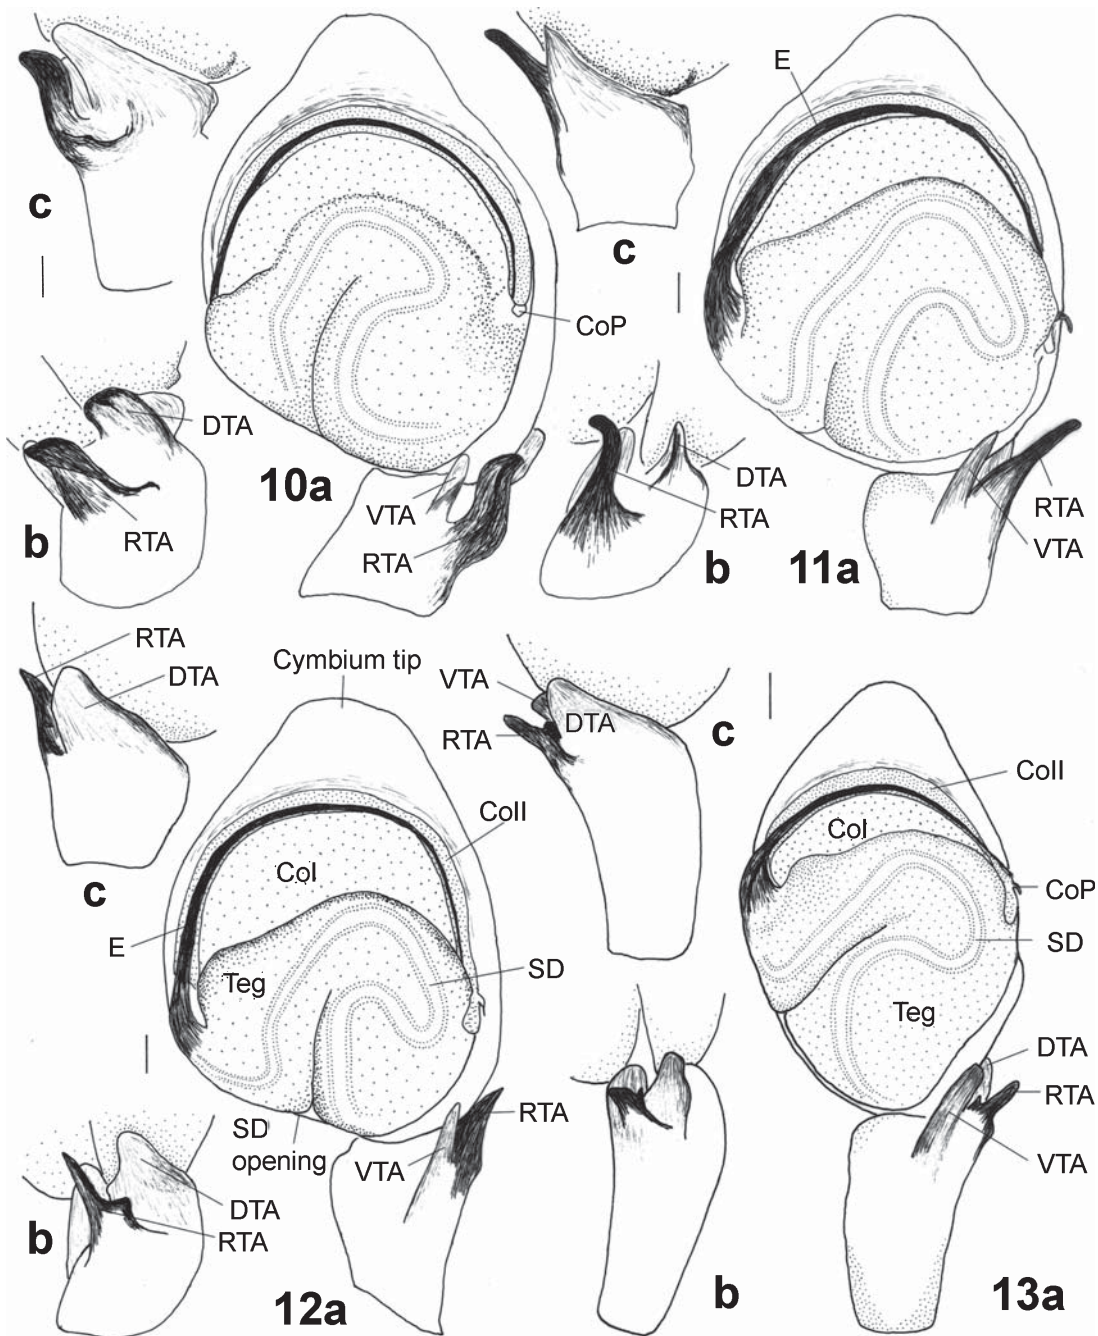 E
c
c
CoP
DTA
DTA
10a
VTA
RTA
RTA
RTA
b
RTA
VTA
b
11a
RTA
DTA
Cymbium tip
VTA
DTA
c
RTA
CoII
CoII
CoI
CoI
c
CoP
E
SD
SD
Teg
Teg
DTA
RTA
RTA
SD
opening
VTA
VTA
DTA
b
RTA
b
12a
13a